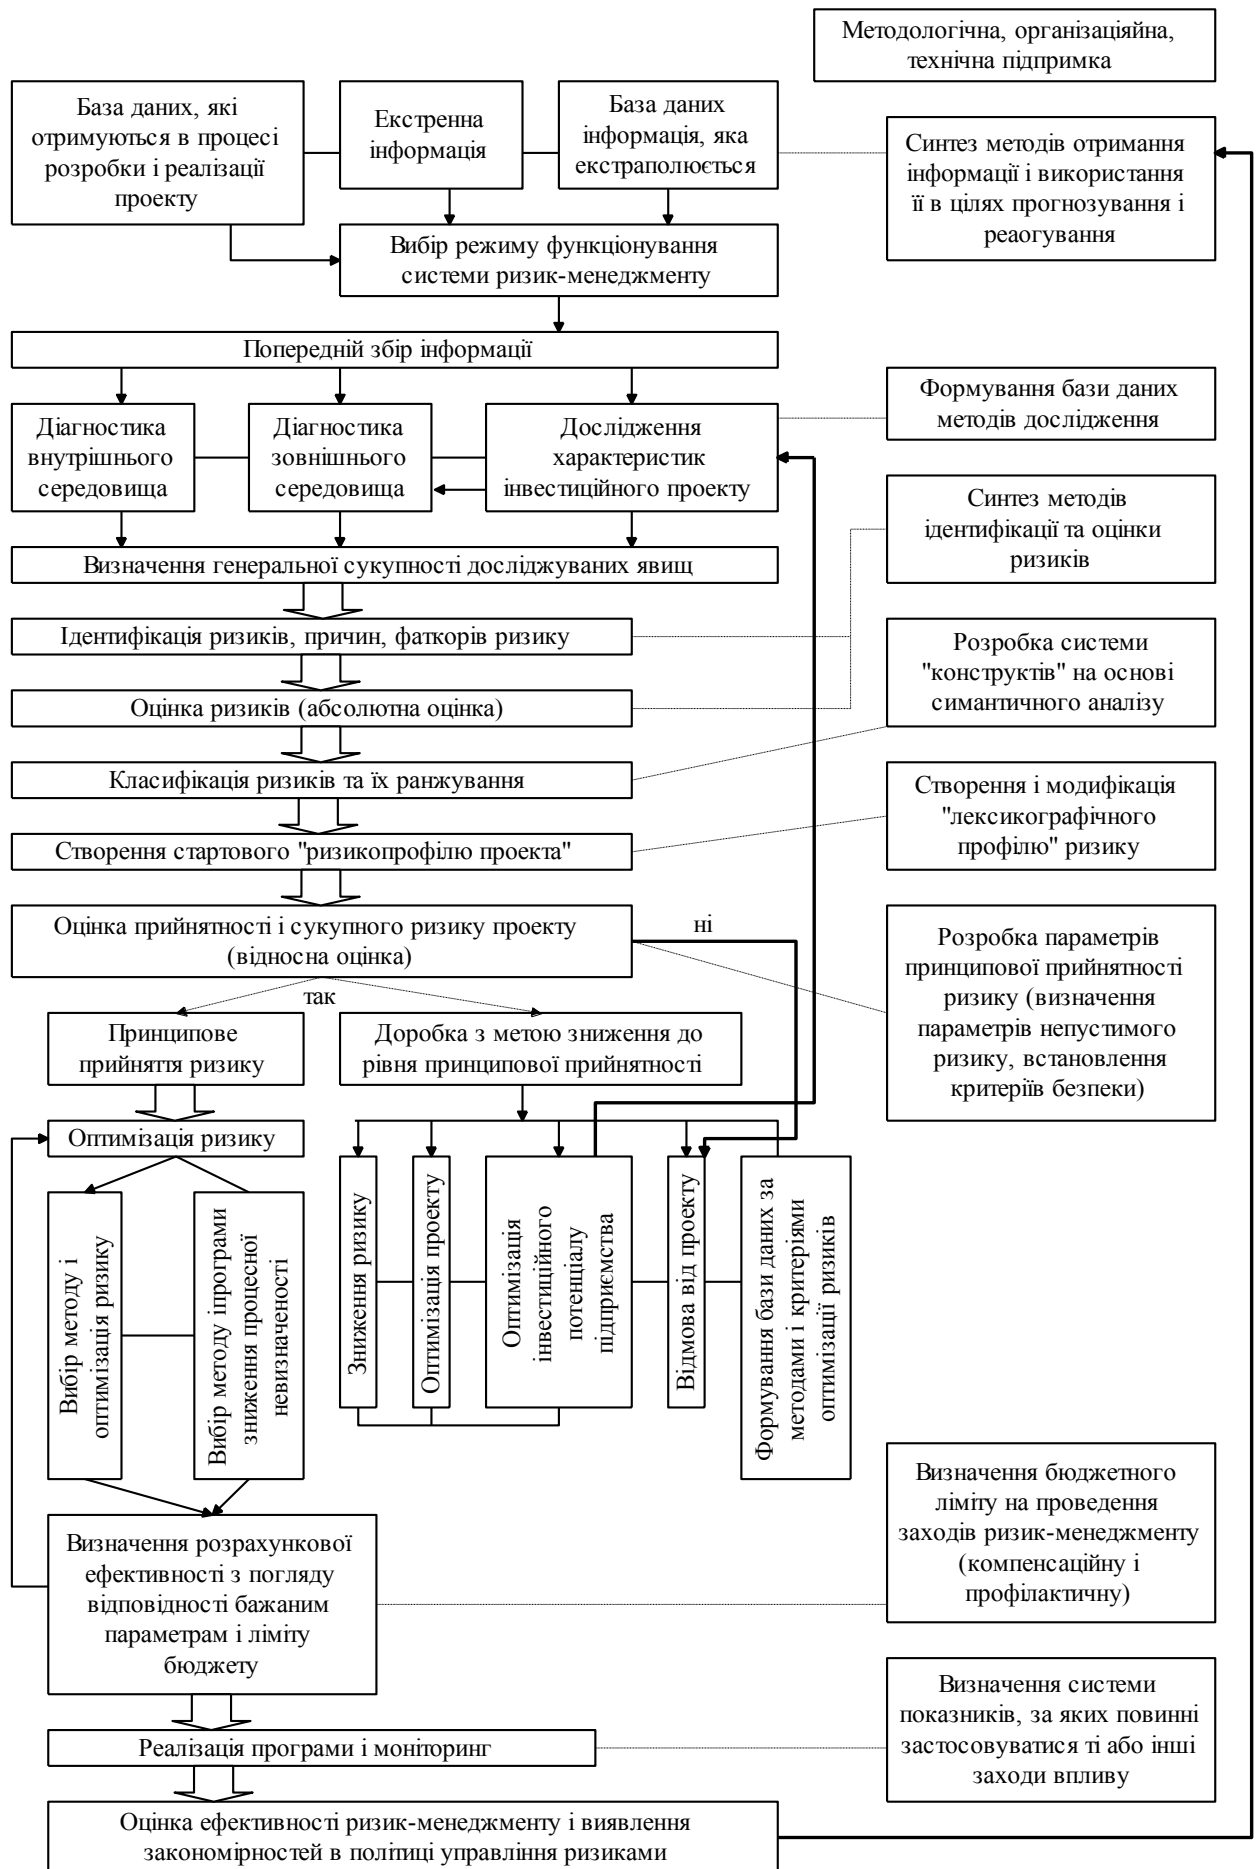 Методологічна, організаціяйна,
технічна підпримка
База даних, які
отримуються в процесі
розробки і реалізації
проекту
Екстренна
інформація
База даних
інформація, яка
екстраполюється
Синтез методів отримання
інформації і використання
її в цілях прогнозування і
реаогування
Вибір режиму функціонування
системи ризик-менеджменту
Попередній збір інформації
Формування бази даних
методів дослідження
Діагностика
внутрішнього
середовища
Діагностика
зовнішнього
середовища
Дослідження
характеристик
інвестиційного проекту
Синтез методів
ідентифікації та оцінки
ризиків
Визначення генеральної сукупності досліджуваних явищ
Ідентифікація ризиків, причин, фаткорів ризику
Розробка системи
"конструктів" на основі
симантичного аналізу
Оцінка ризиків (абсолютна оцінка)
Класифікація ризиків та їх ранжування
Створення і модифікація
"лексикографічного
профілю" ризику
Створення стартового "ризикопрофілю проекта"
Оцінка прийнятності і сукупного ризику проекту
(відносна оцінка)
ні
Розробка параметрів
принципової прийнятності
ризику (визначення
параметрів непустимого
ризику, встановлення
критеріїв безпеки)
так
Принципове
прийняття ризику
Доробка з метою зниження до
рівня принципової прийнятності
Оптимізація ризику
Вибір методу і
оптимізація ризику
Вибір методу іпрограми
зниження процесної
невизначеності
Зниження ризику
Оптимізація проекту
Оптимізація
інвестиційного
потенціалу
підприємства
Відмова від проекту
Формування бази даних за
методами і критеріями
оптимізації ризиків
Визначення бюджетного
ліміту на проведення
заходів ризик-менеджменту
(компенсаційну і
профілактичну)
Визначення розрахункової
ефективності з погляду
відповідності бажаним
параметрам і ліміту
бюджету
Визначення системи
показників, за яких повинні
застосовуватися ті або інші
заходи впливу
Реалізація програми і моніторинг
Оцінка ефективності ризик-менеджменту і виявлення
закономірностей в політиці управління ризиками